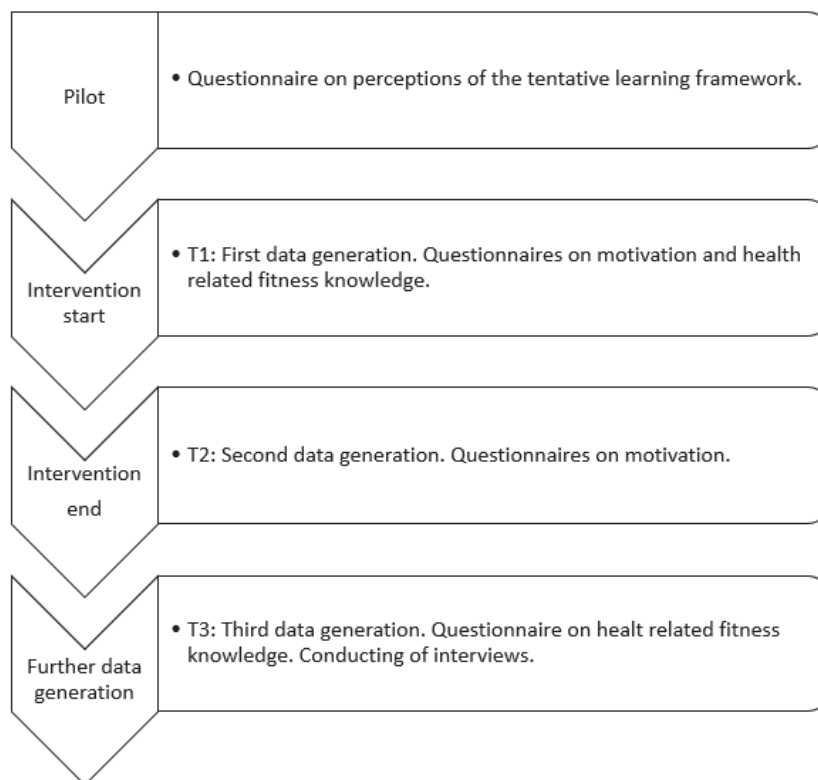 Pilot
• Questionnaire on perceptions of the tentative learning framework.
Intervention
start
• T1: First data generation. Questionnaires on motivation and health
related fitness knowledge.
Intervention
end
• T2: Second data generation. Questionnaires on motivation.
Further data
generation
• T3: Third data generation. Questionnaire on healt related fitness
knowledge. Conducting of interviews.